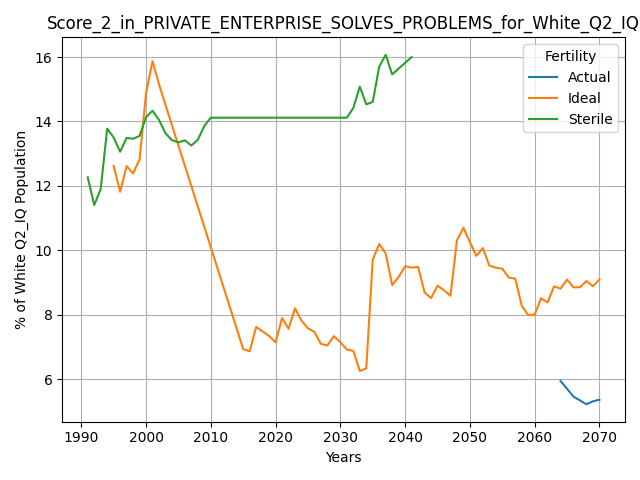 Score_2_in_PRIVATE_ENTERPRISE_SOLVES_PROBLEMS_for_White_Q2_IQ
Fertility
Actual
Ideal
Sterile
% of White Q2_IQ Population
16
14
12
10
8
6
1990 2000 2010 2020 2030 2040 2050 2060 2070
Years